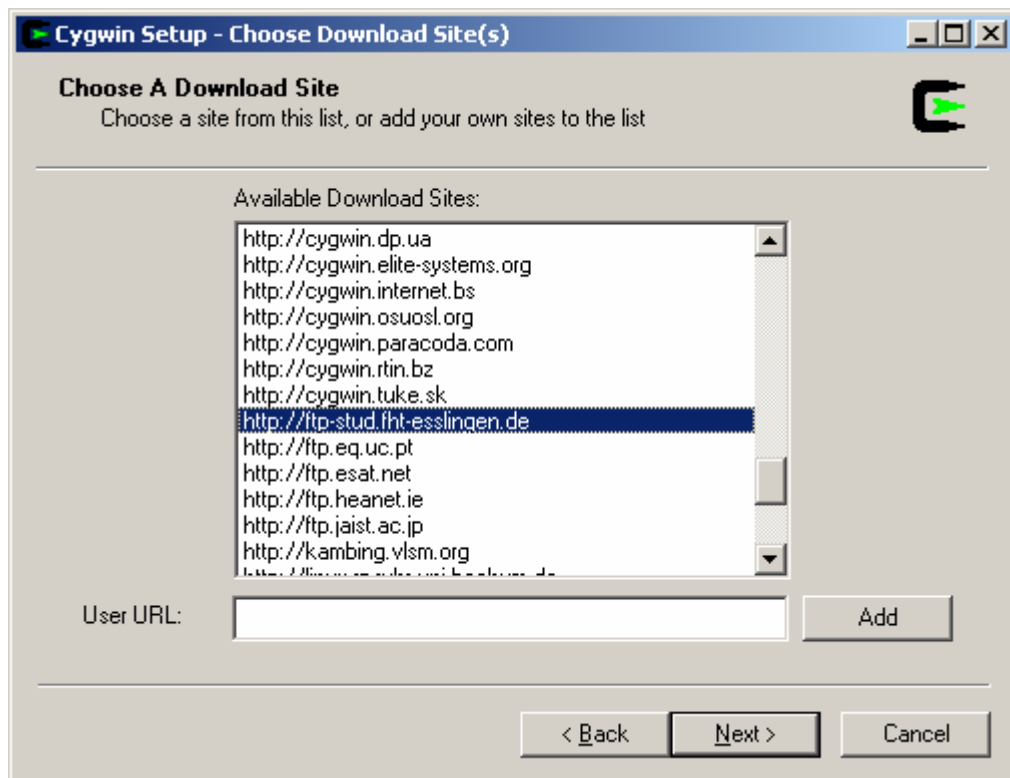 Cygwin Setup - Choose Download Site(s)
Choose A Download Site
Choose a site from this list, or add your own sites to the list
Available Download Sites:
http://cygwin.dp.ua
http://cygwin.elite-systems.org
http://cygwin.internet.bs
http://cygwin.osuosl.org
http://cygwin.paracoda.com
http://cygwin.rtin.bz
http://cygwin.tuke.sk
http://ftp-stud.fht-esslingen.de
http://ftp.eq.uc.pt
http://ftp.esat.net
http://ftp.heanet.ie
http://ftp.jaist.ac.jp
http://kambing.vlsm.org
User URL:
Add
< Back
Next >
Cancel